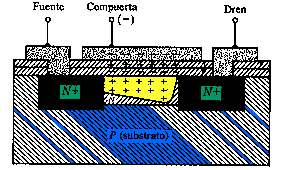 Fuente Compuerta Dren
(−)
+ + + + +
+ + + +
N+ N+
P (substrato)